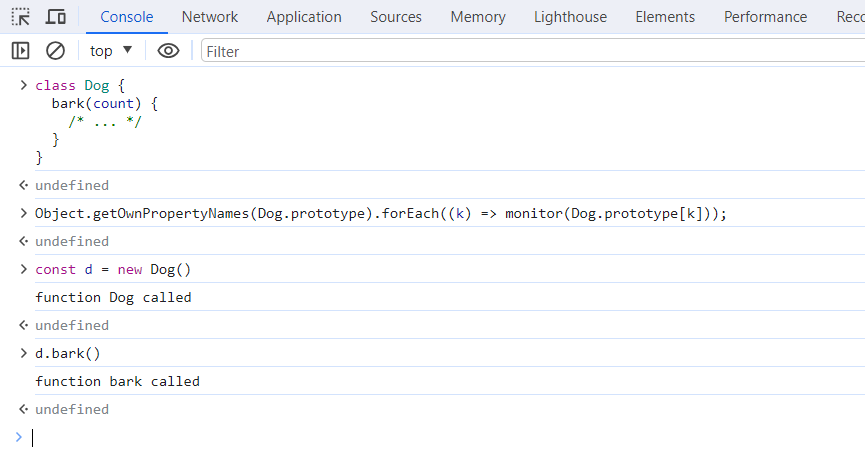 Console Network Application Sources Memory Lighthouse Elements Performance
top Filter
class Dog {
bark(count) {
/* ... */
}
}
undefined
Object.getOwnPropertyNames(Dog.prototype).forEach((k) => monitor(Dog.prototype[k]));
undefined
const d = new Dog()
function Dog called
undefined
d.bark()
function bark called
undefined